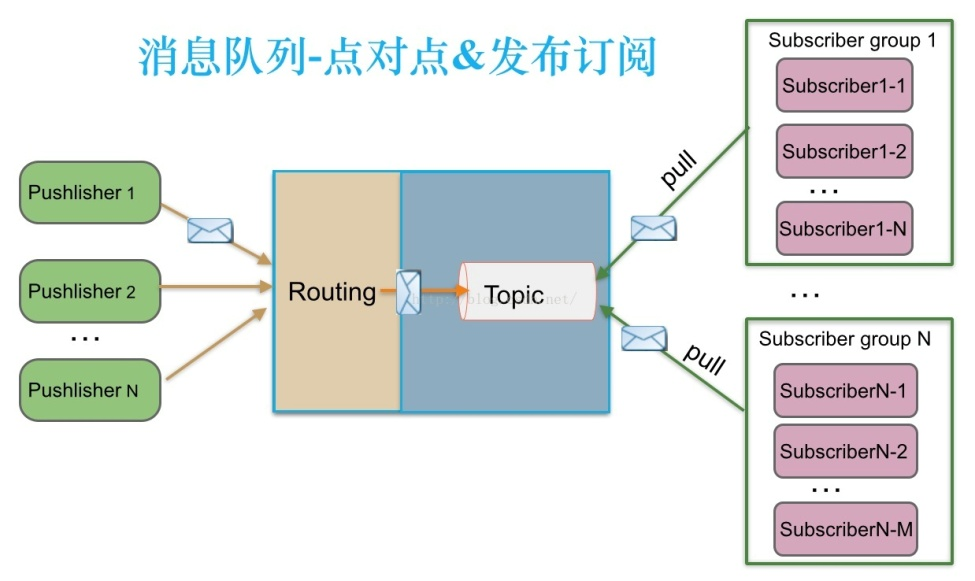 消息队列-点对点&发布订阅
Pushlisher 1
Pushlisher 2
...
Pushlisher N
Routing
Topic
pull
pull
Subscriber group 1
Subscriber1-1
Subscriber1-2
...
Subscriber1-N
...
Subscriber group N
SubscriberN-1
SubscriberN-2
...
SubscriberN-M